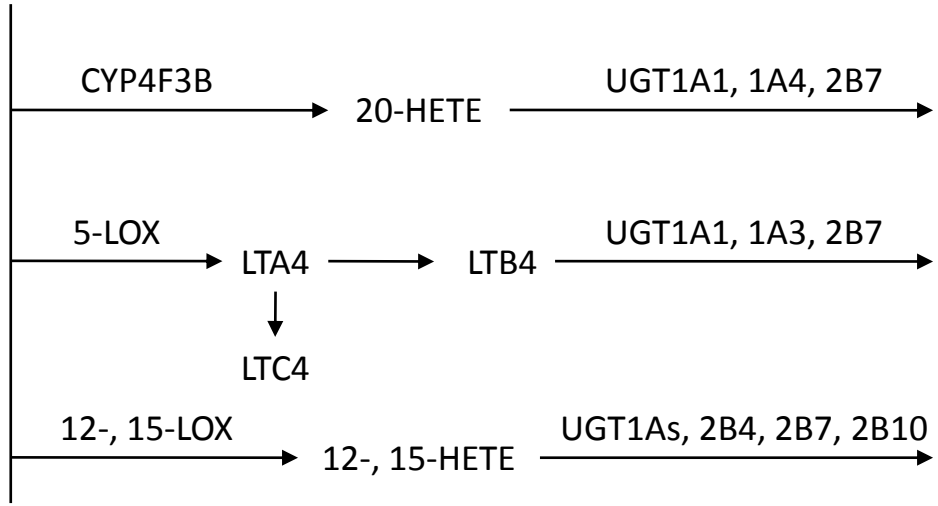 CYP4F3B
UGT1A1, 1A4, 2B7
20-HETE
5-LOX
UGT1A1, 1A3, 2B7
LTA4
LTB4
LTC4
12-, 15-LOX
UGT1As, 2B4, 2B7, 2B10
12-, 15-HETE